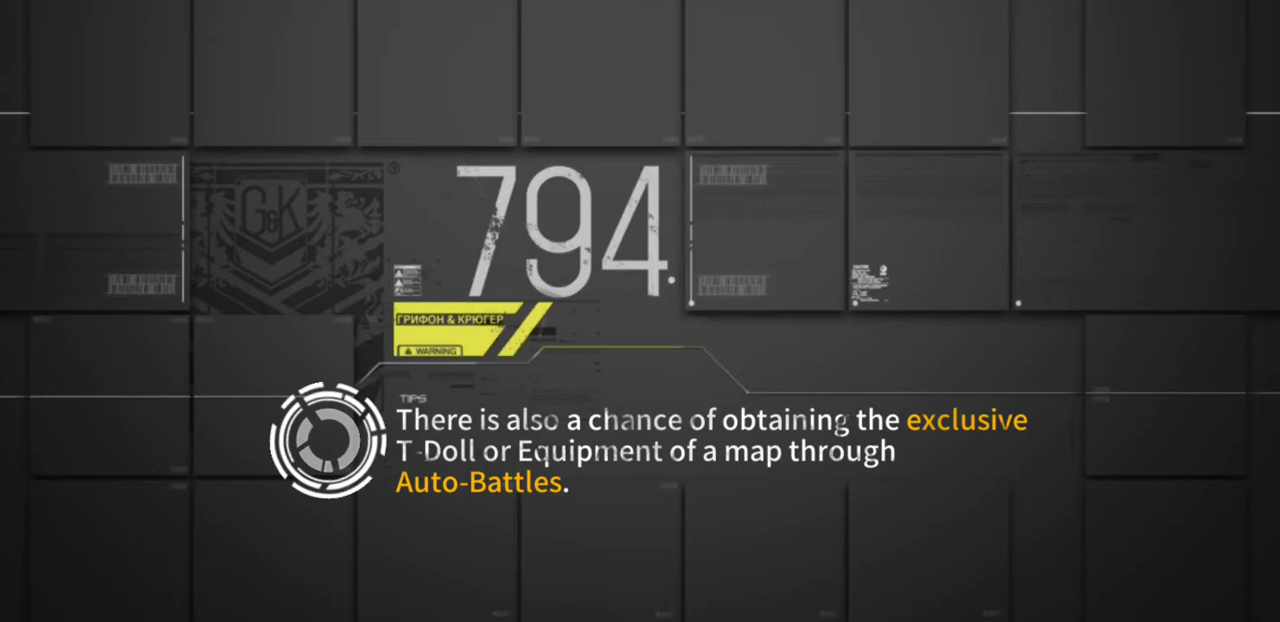 G&K
794.
ГРИФОН & КРЮГЕР
WARNING
TIPS
There is also a chance of obtaining the exclusive
T-Doll or Equipment of a map through
Auto-Battles.